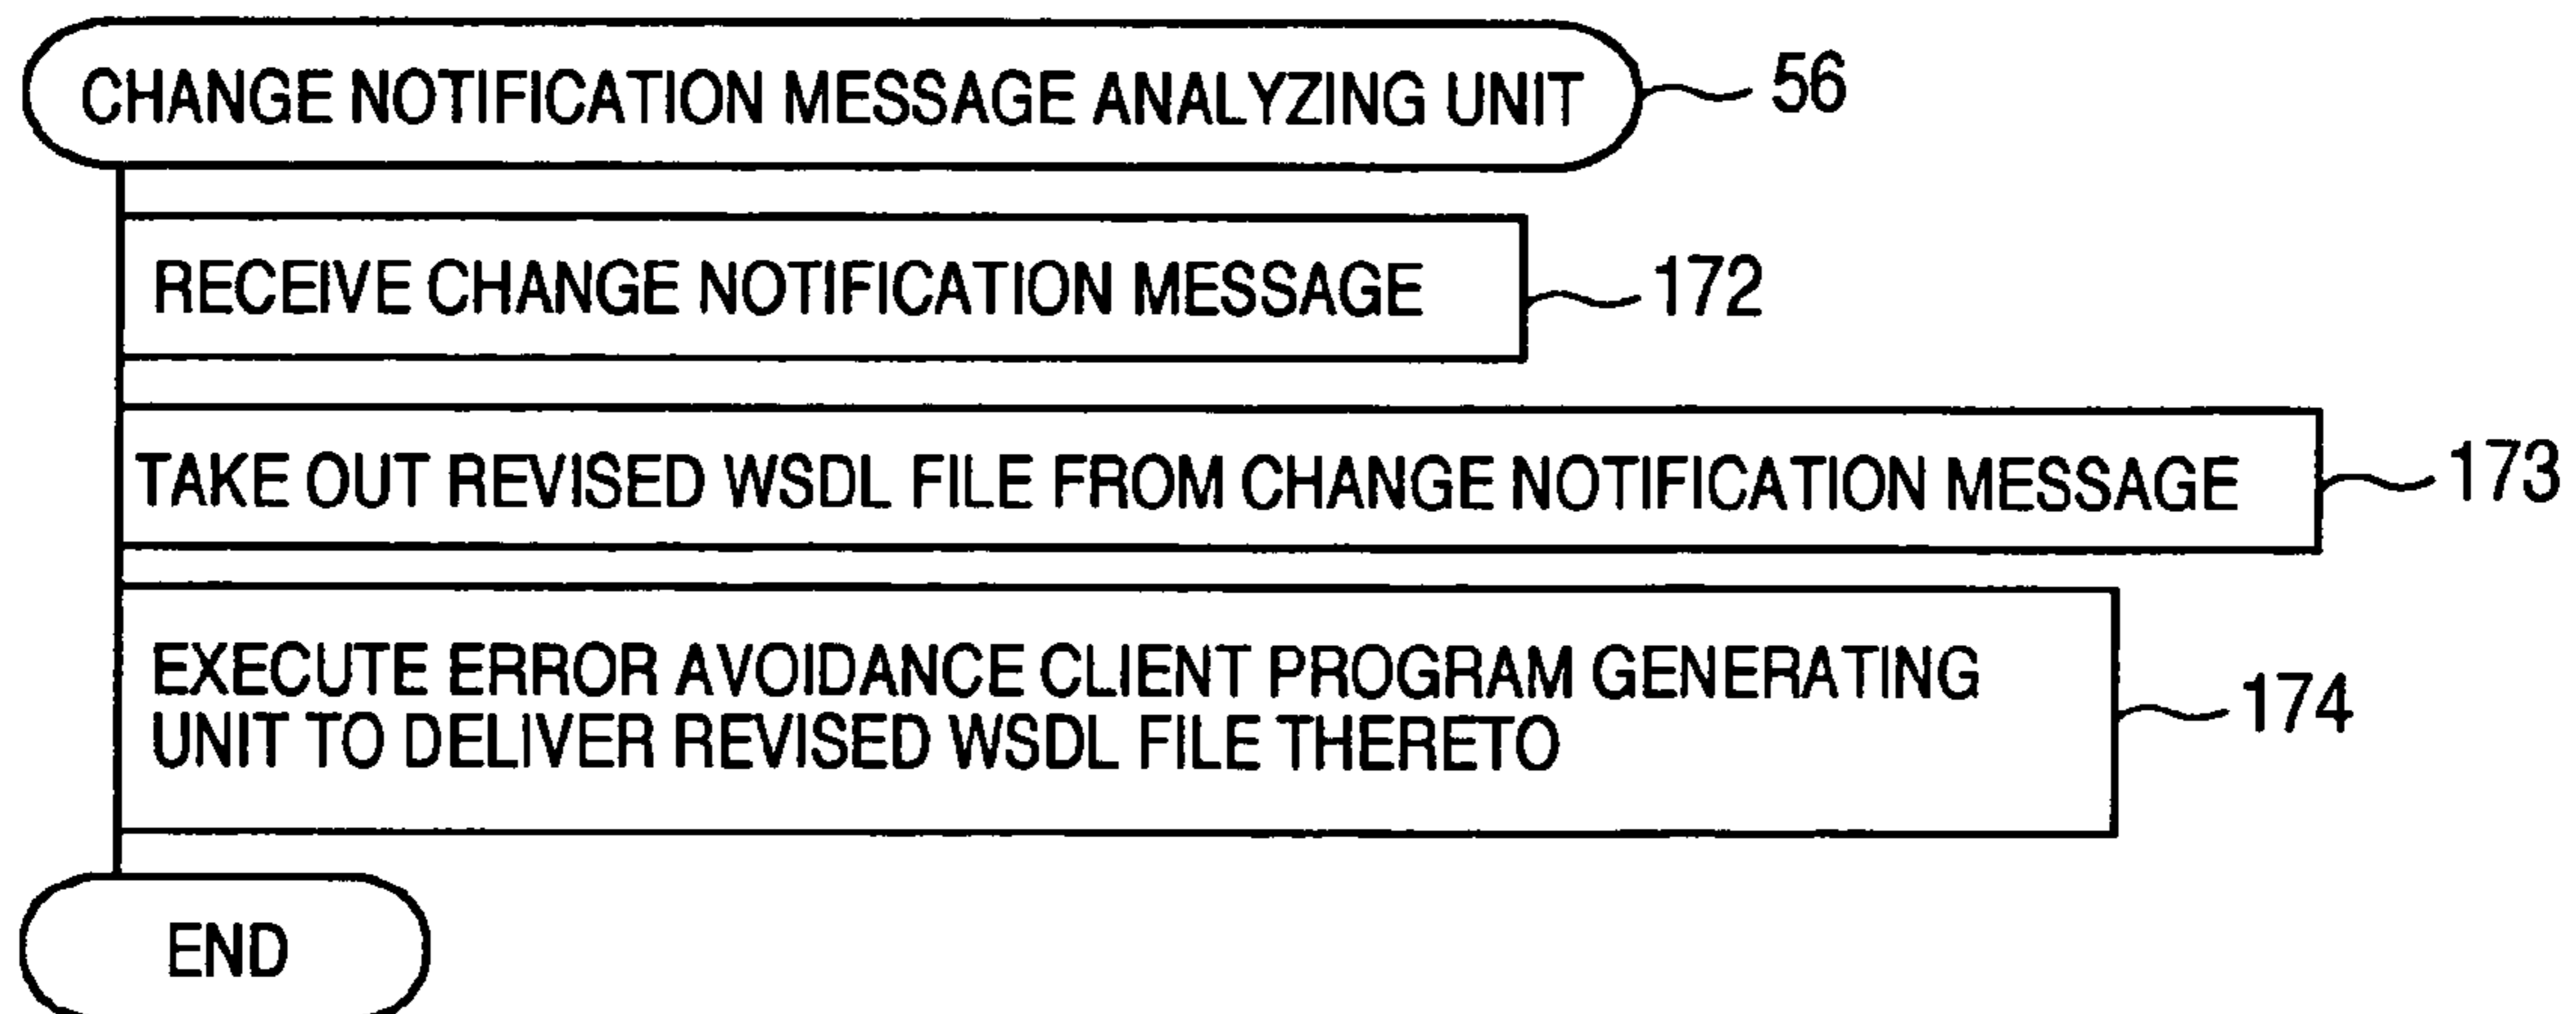 CHANGE NOTIFICATION MESSAGE ANALYZING UNIT 56
RECEIVE CHANGE NOTIFICATION MESSAGE 172
TAKE OUT REVISED WSDL FILE FROM CHANGE NOTIFICATION MESSAGE 173
EXECUTE ERROR AVOIDANCE CLIENT PROGRAM GENERATING
UNIT TO DELIVER REVISED WSDL FILE THERETO 174
END